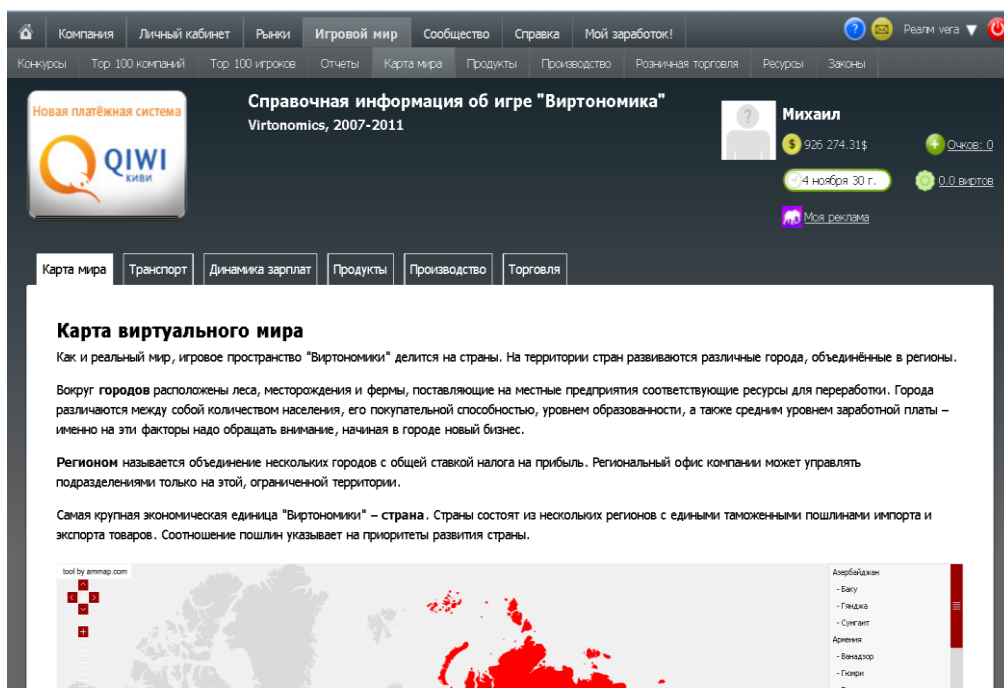 Компания Личный кабинет Рынки Игровой мир Сообщество Справка Мой заработок! Реалм vera
Конкурсы Top 100 компаний Top 100 игроков Отчеты Карта мира Продукты Производство Розничная торговля Ресурсы Законы
Новая платёжная система
QIWI
КИВИ
Справочная информация об игре "Виртономика"
Virtonomics, 2007-2011
Михаил
926 274.31$ Очков: 0
4 ноября 30 г. 0.0 виртов
Моя реклама
Карта мира Транспорт Динамика зарплат Продукты Производство Торговля
Карта виртуального мира
Как и реальный мир, игровое пространство "Виртономики" делится на страны. На территории стран развиваются различные города, объединённые в регионы.
Вокруг городов расположены леса, месторождения и фермы, поставляющие на местные предприятия соответствующие ресурсы для переработки. Города
различаются между собой количеством населения, его покупательной способностью, уровнем образованности, а также средним уровнем заработной платы –
именно на эти факторы надо обращать внимание, начиная в городе новый бизнес.
Регионом называется объединение нескольких городов с общей ставкой налога на прибыль. Региональный офис компании может управлять
подразделениями только на этой, ограниченной территории.
Самая крупная экономическая единица "Виртономики" – страна. Страны состоят из нескольких регионов с едиными таможенными пошлинами импорта и
экспорта товаров. Соотношение пошлин указывает на приоритеты развития страны.
tool by ammap.com
Азербайджан
- Баку
- Гянджа
- Сумгаит
Армения
- Ванадзор
- Гюмри